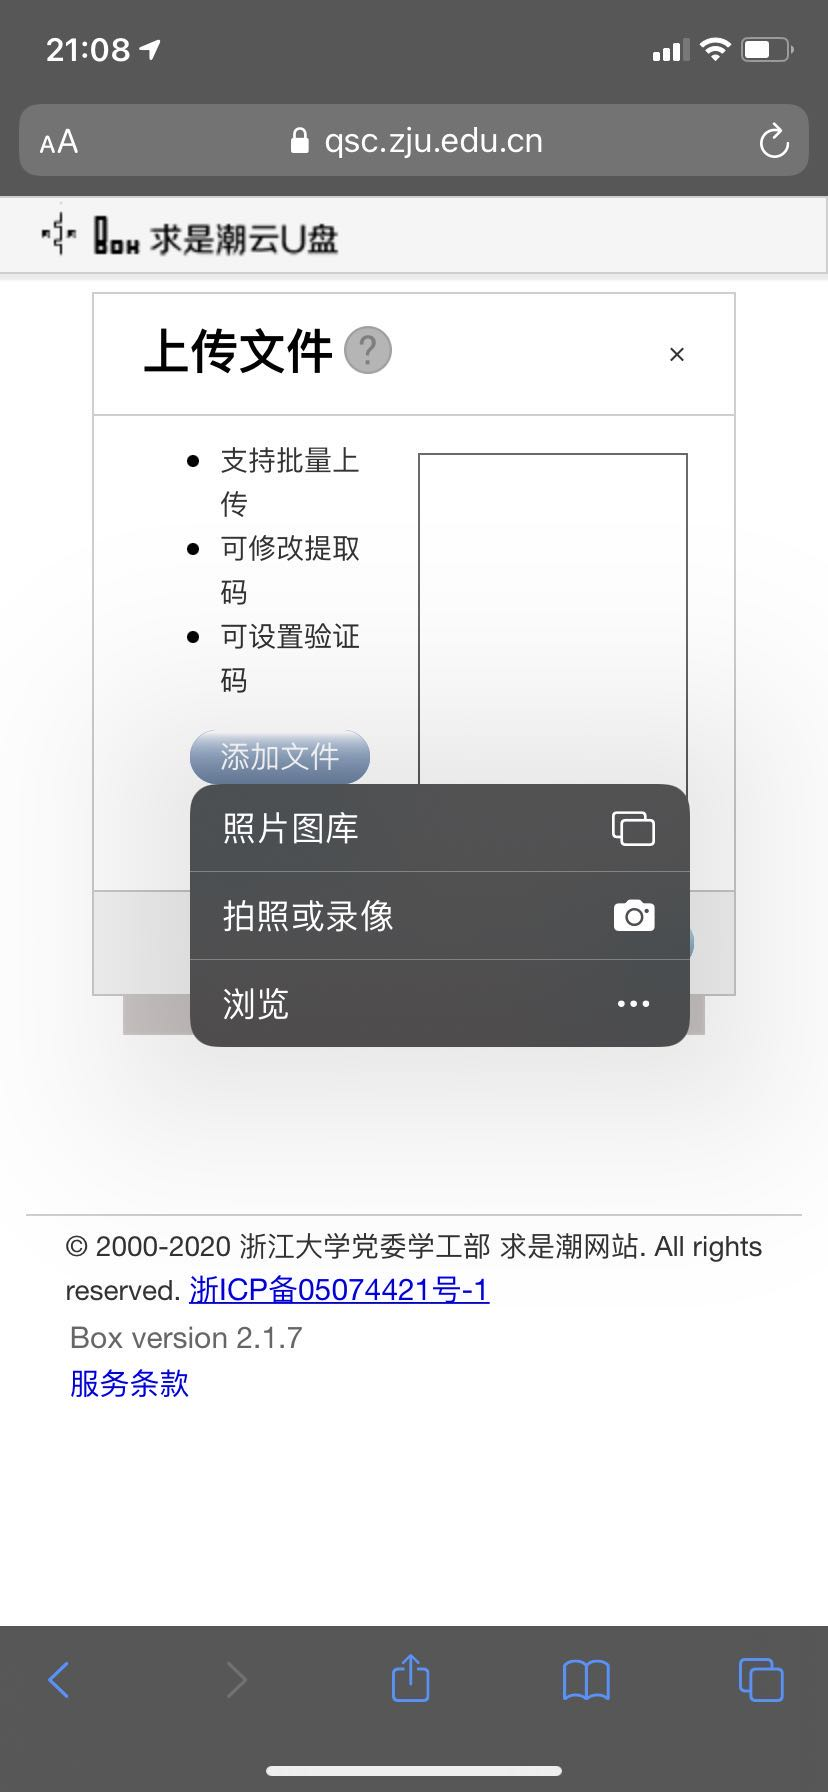 21:08
AA qsc.zju.edu.cn
Box 求是潮云U盘
上传文件 ? ×
支持批量上
传
可修改提取
码
可设置验证
码
添加文件
照片图库
拍照或录像
浏览
© 2000-2020 浙江大学党委学工部 求是潮网站. All rights
reserved. 浙ICP备05074421号-1
Box version 2.1.7
服务条款